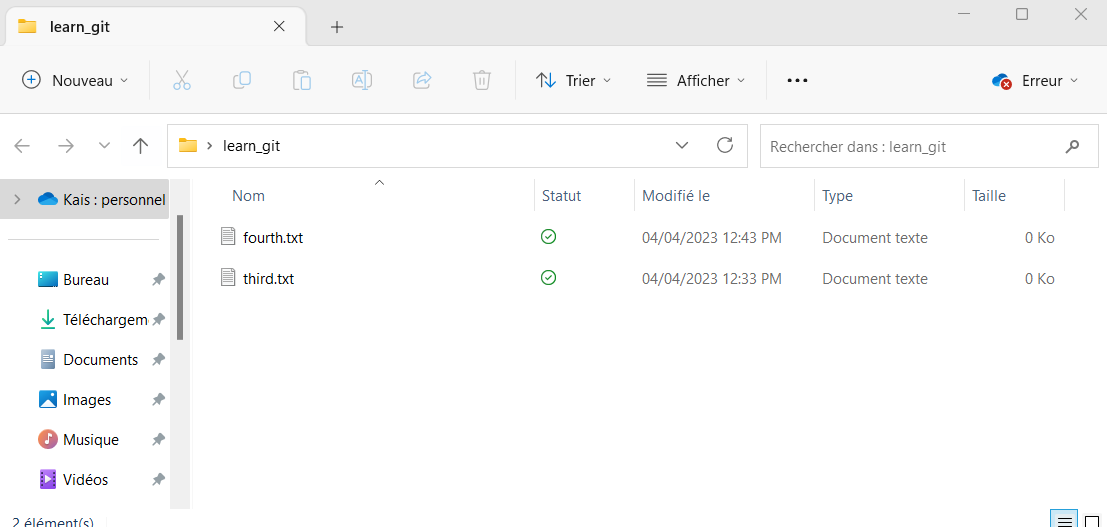 learn_git
Nouveau Trier Afficher Erreur
learn_git Rechercher dans : learn_git
Kais : personnel
Nom Statut Modifié le Type Taille
fourth.txt 04/04/2023 12:43 PM Document texte 0 Ko
third.txt 04/04/2023 12:33 PM Document texte 0 Ko
Bureau
Téléchargem
Documents
Images
Musique
Vidéos
2 élément(s)